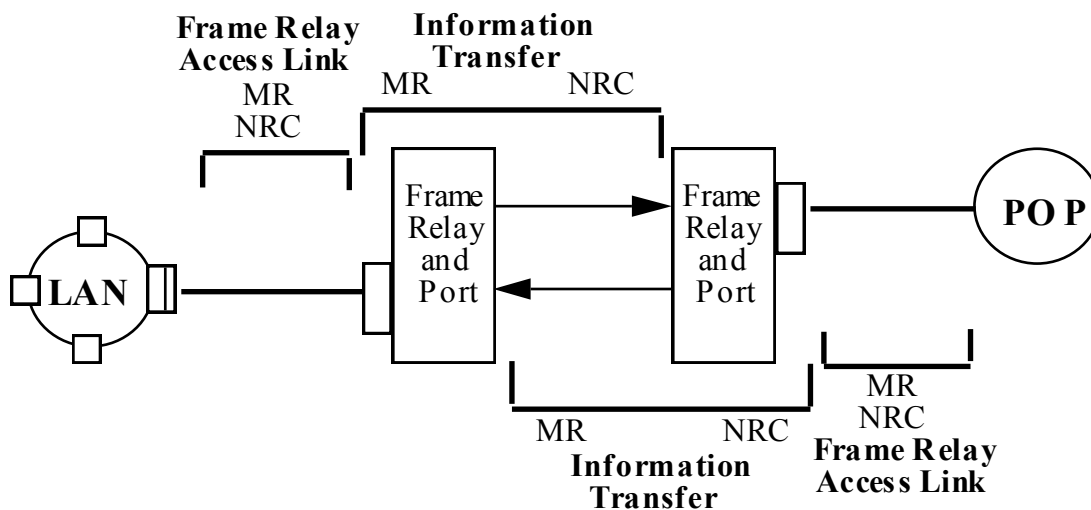 Frame Relay
Access Link
MR
NRC
Information
Transfer
MR NRC
Frame
Relay
and
Port
Frame
Relay
and
Port
LAN
POP
MR NRC
Information
Transfer
MR
NRC
Frame Relay
Access Link